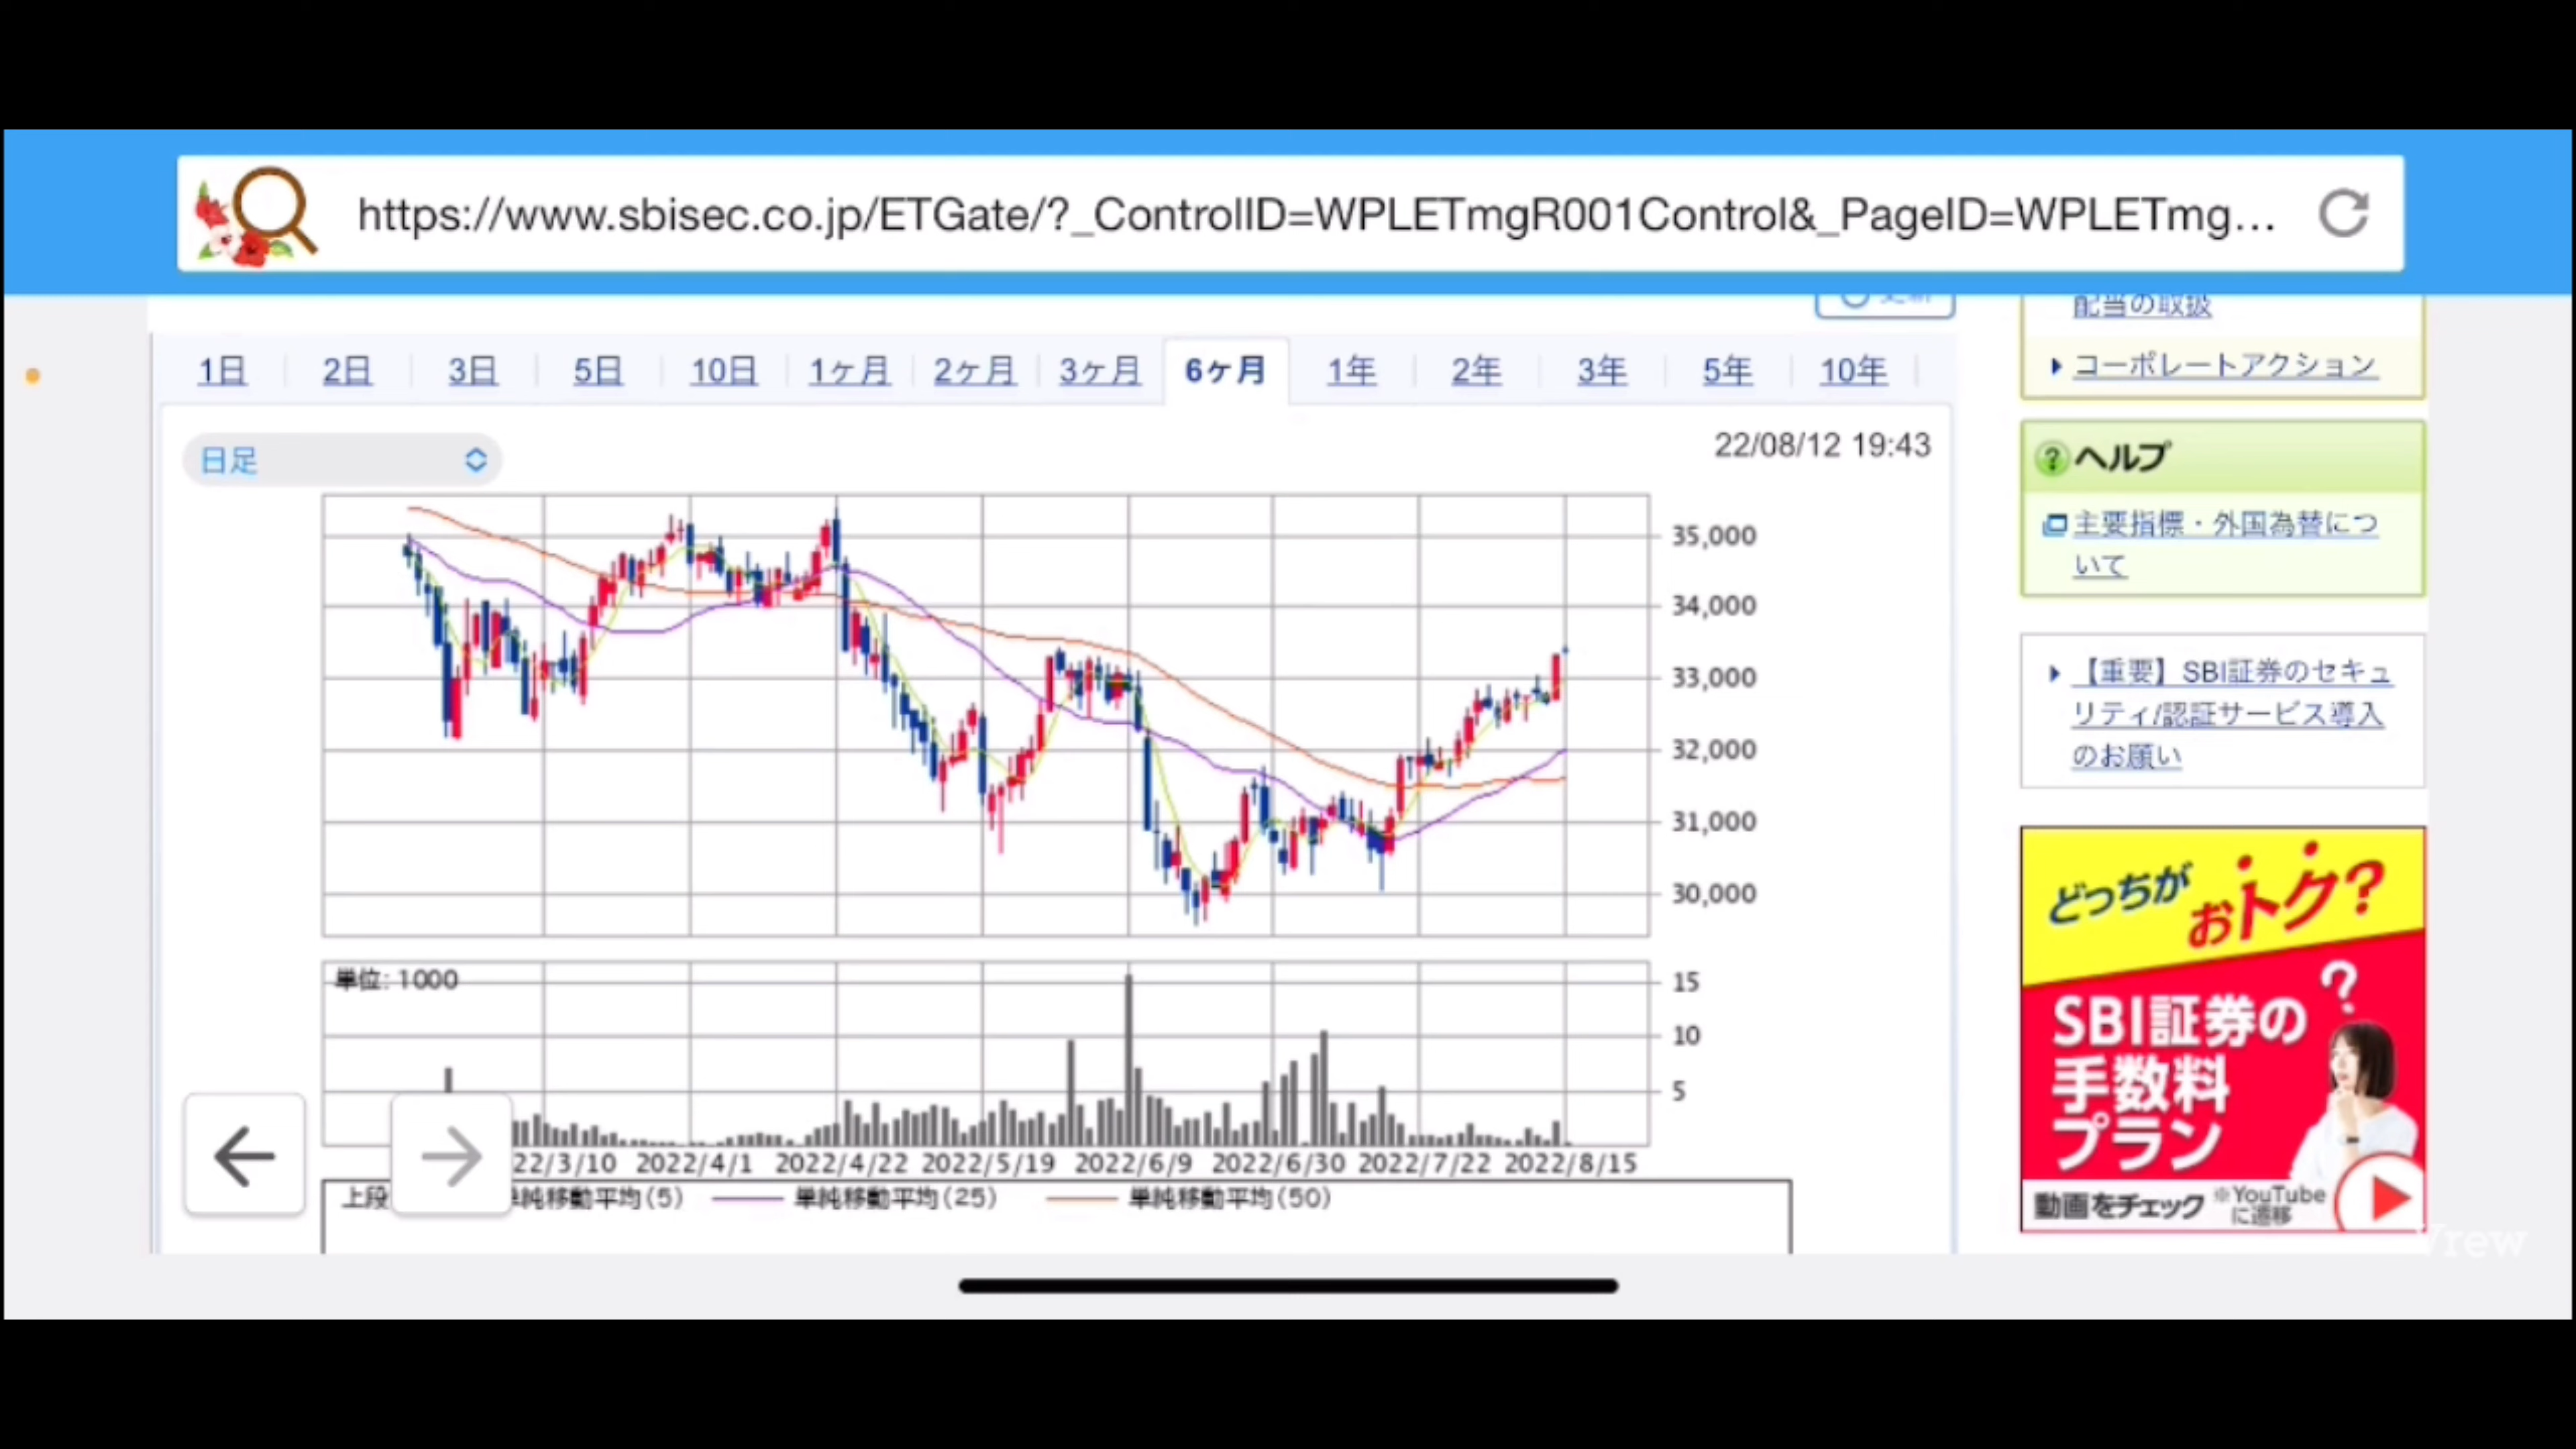 https://www.sbisec.co.jp/ETGate/?_ControlID=WPLETmgR001Control&_PageID=WPLETmg...
更新
配当の取扱
コーポレートアクション
1日 2日 3日 5日 10日 1ヶ月 2ヶ月 3ヶ月 6ヶ月 1年 2年 3年 5年 10年
日足
22/08/12 19:43
35,000
34,000
33,000
32,000
31,000
30,000
単位: 1000
15
10
5
22/3/10 2022/4/1 2022/4/22 2022/5/19 2022/6/9 2022/6/30 2022/7/22 2022/8/15
上段 単純移動平均(5) 単純移動平均(25) 単純移動平均(50)
? ヘルプ
主要指標・外国為替につ
いて
【重要】SBI証券のセキュ
リティ/認証サービス導入
のお願い
どっちが
おトク?
?
SBI証券の
手数料
プラン
動画をチェック ※YouTube
に遷移
Vrew